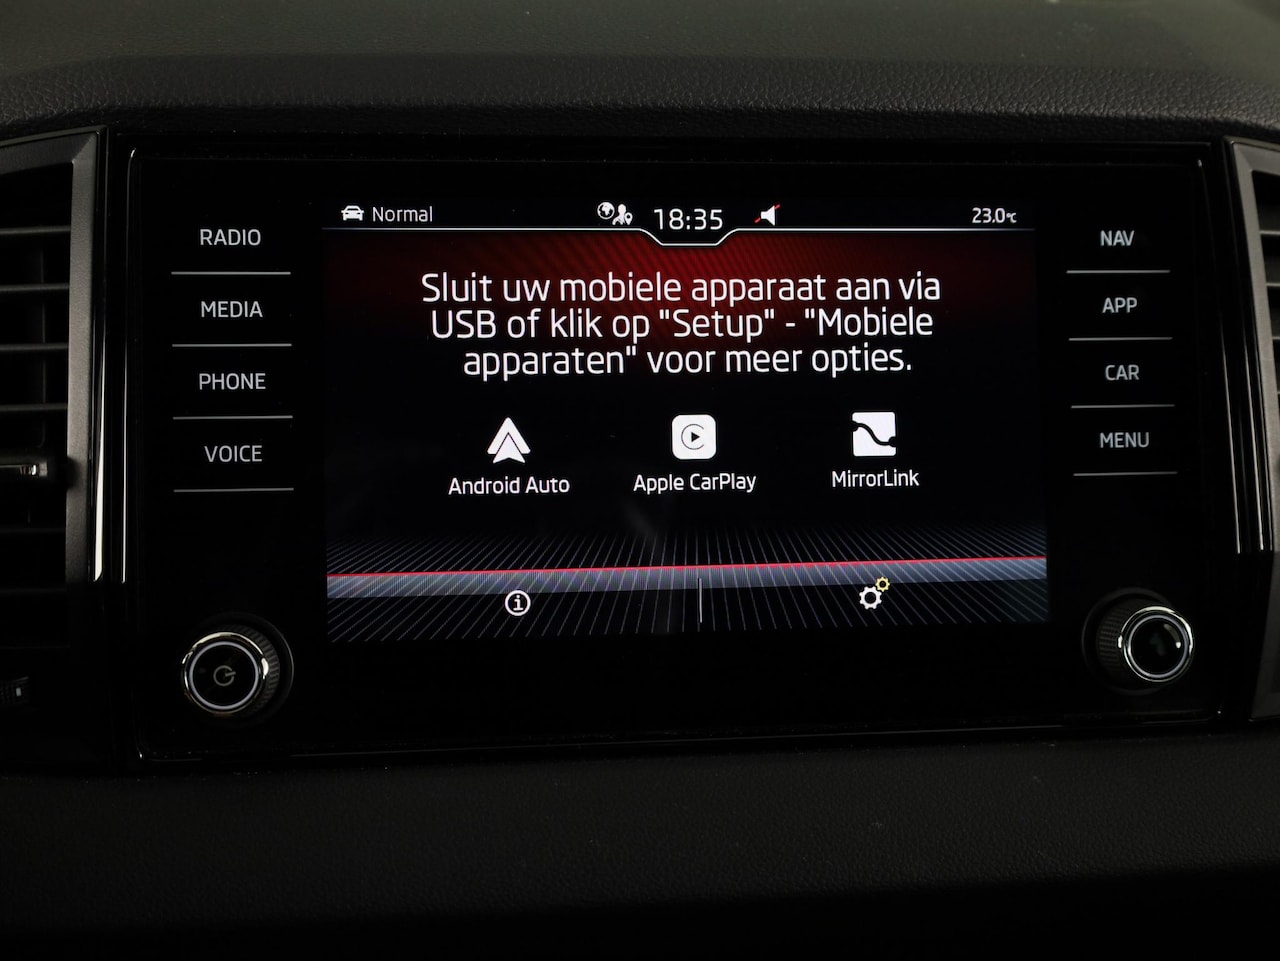 Normal
18:35
23.0°C
RADIO
MEDIA
PHONE
VOICE
Sluit uw mobiele apparaat aan via
USB of klik op "Setup" - "Mobiele
apparaten" voor meer opties.
Android Auto
Apple CarPlay
MirrorLink
NAV
APP
CAR
MENU